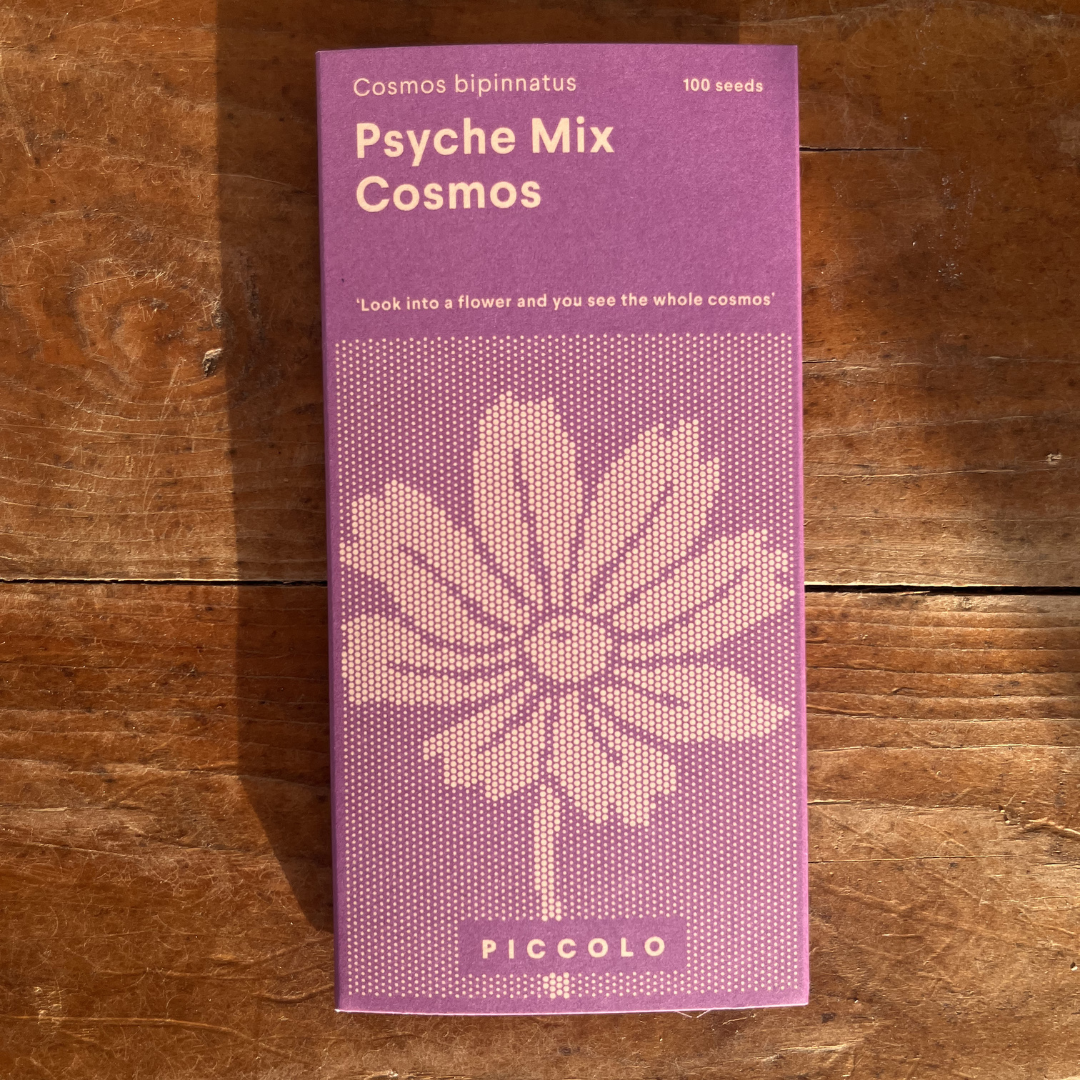 Cosmos bipinnatus
100 seeds
Psyche Mix
Cosmos
‘Look into a flower and you see the whole cosmos’
PICCOLO